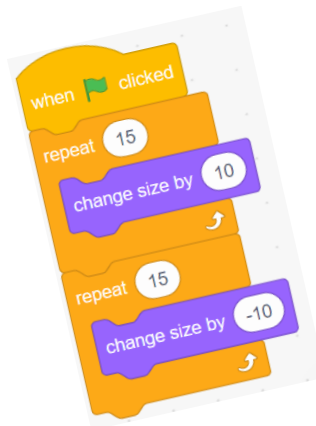 when clicked
repeat 15
change size by 10
repeat 15
change size by -10